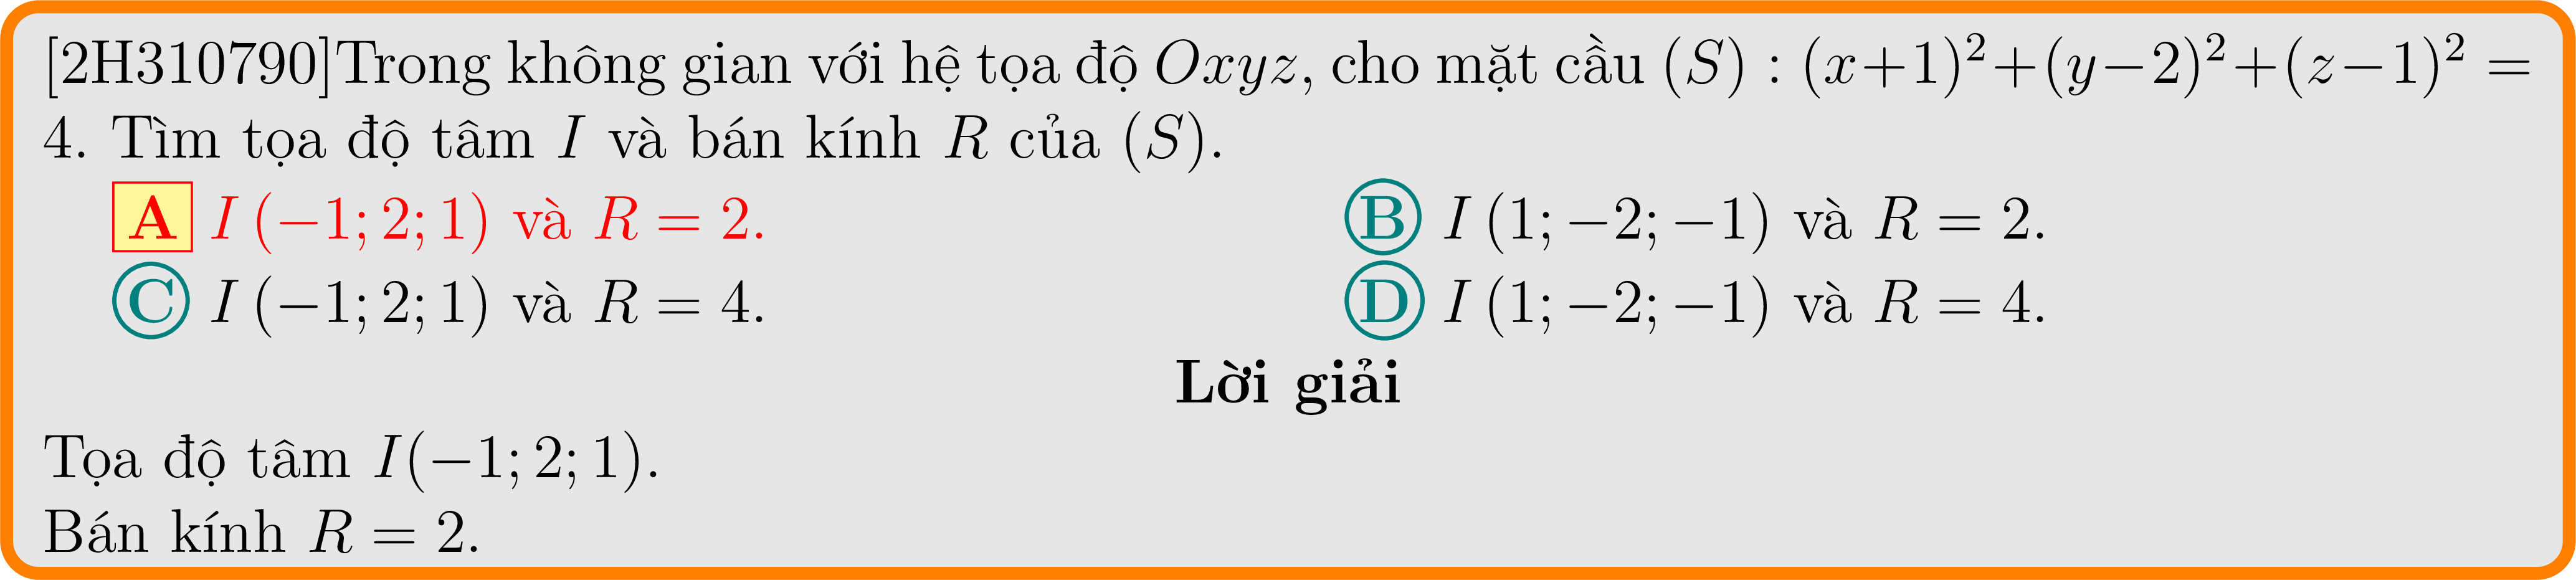 [2H310790]Trong không gian với hệ tọa độ Oxyz, cho mặt cầu (S) : (x+1)²+(y−2)²+(z−1)² =
4. Tìm tọa độ tâm I và bán kính R của (S).
A I (−1; 2; 1) và R = 2. B I (1; −2; −1) và R = 2.
C I (−1; 2; 1) và R = 4. D I (1; −2; −1) và R = 4.
Lời giải
Tọa độ tâm I(−1; 2; 1).
Bán kính R = 2.